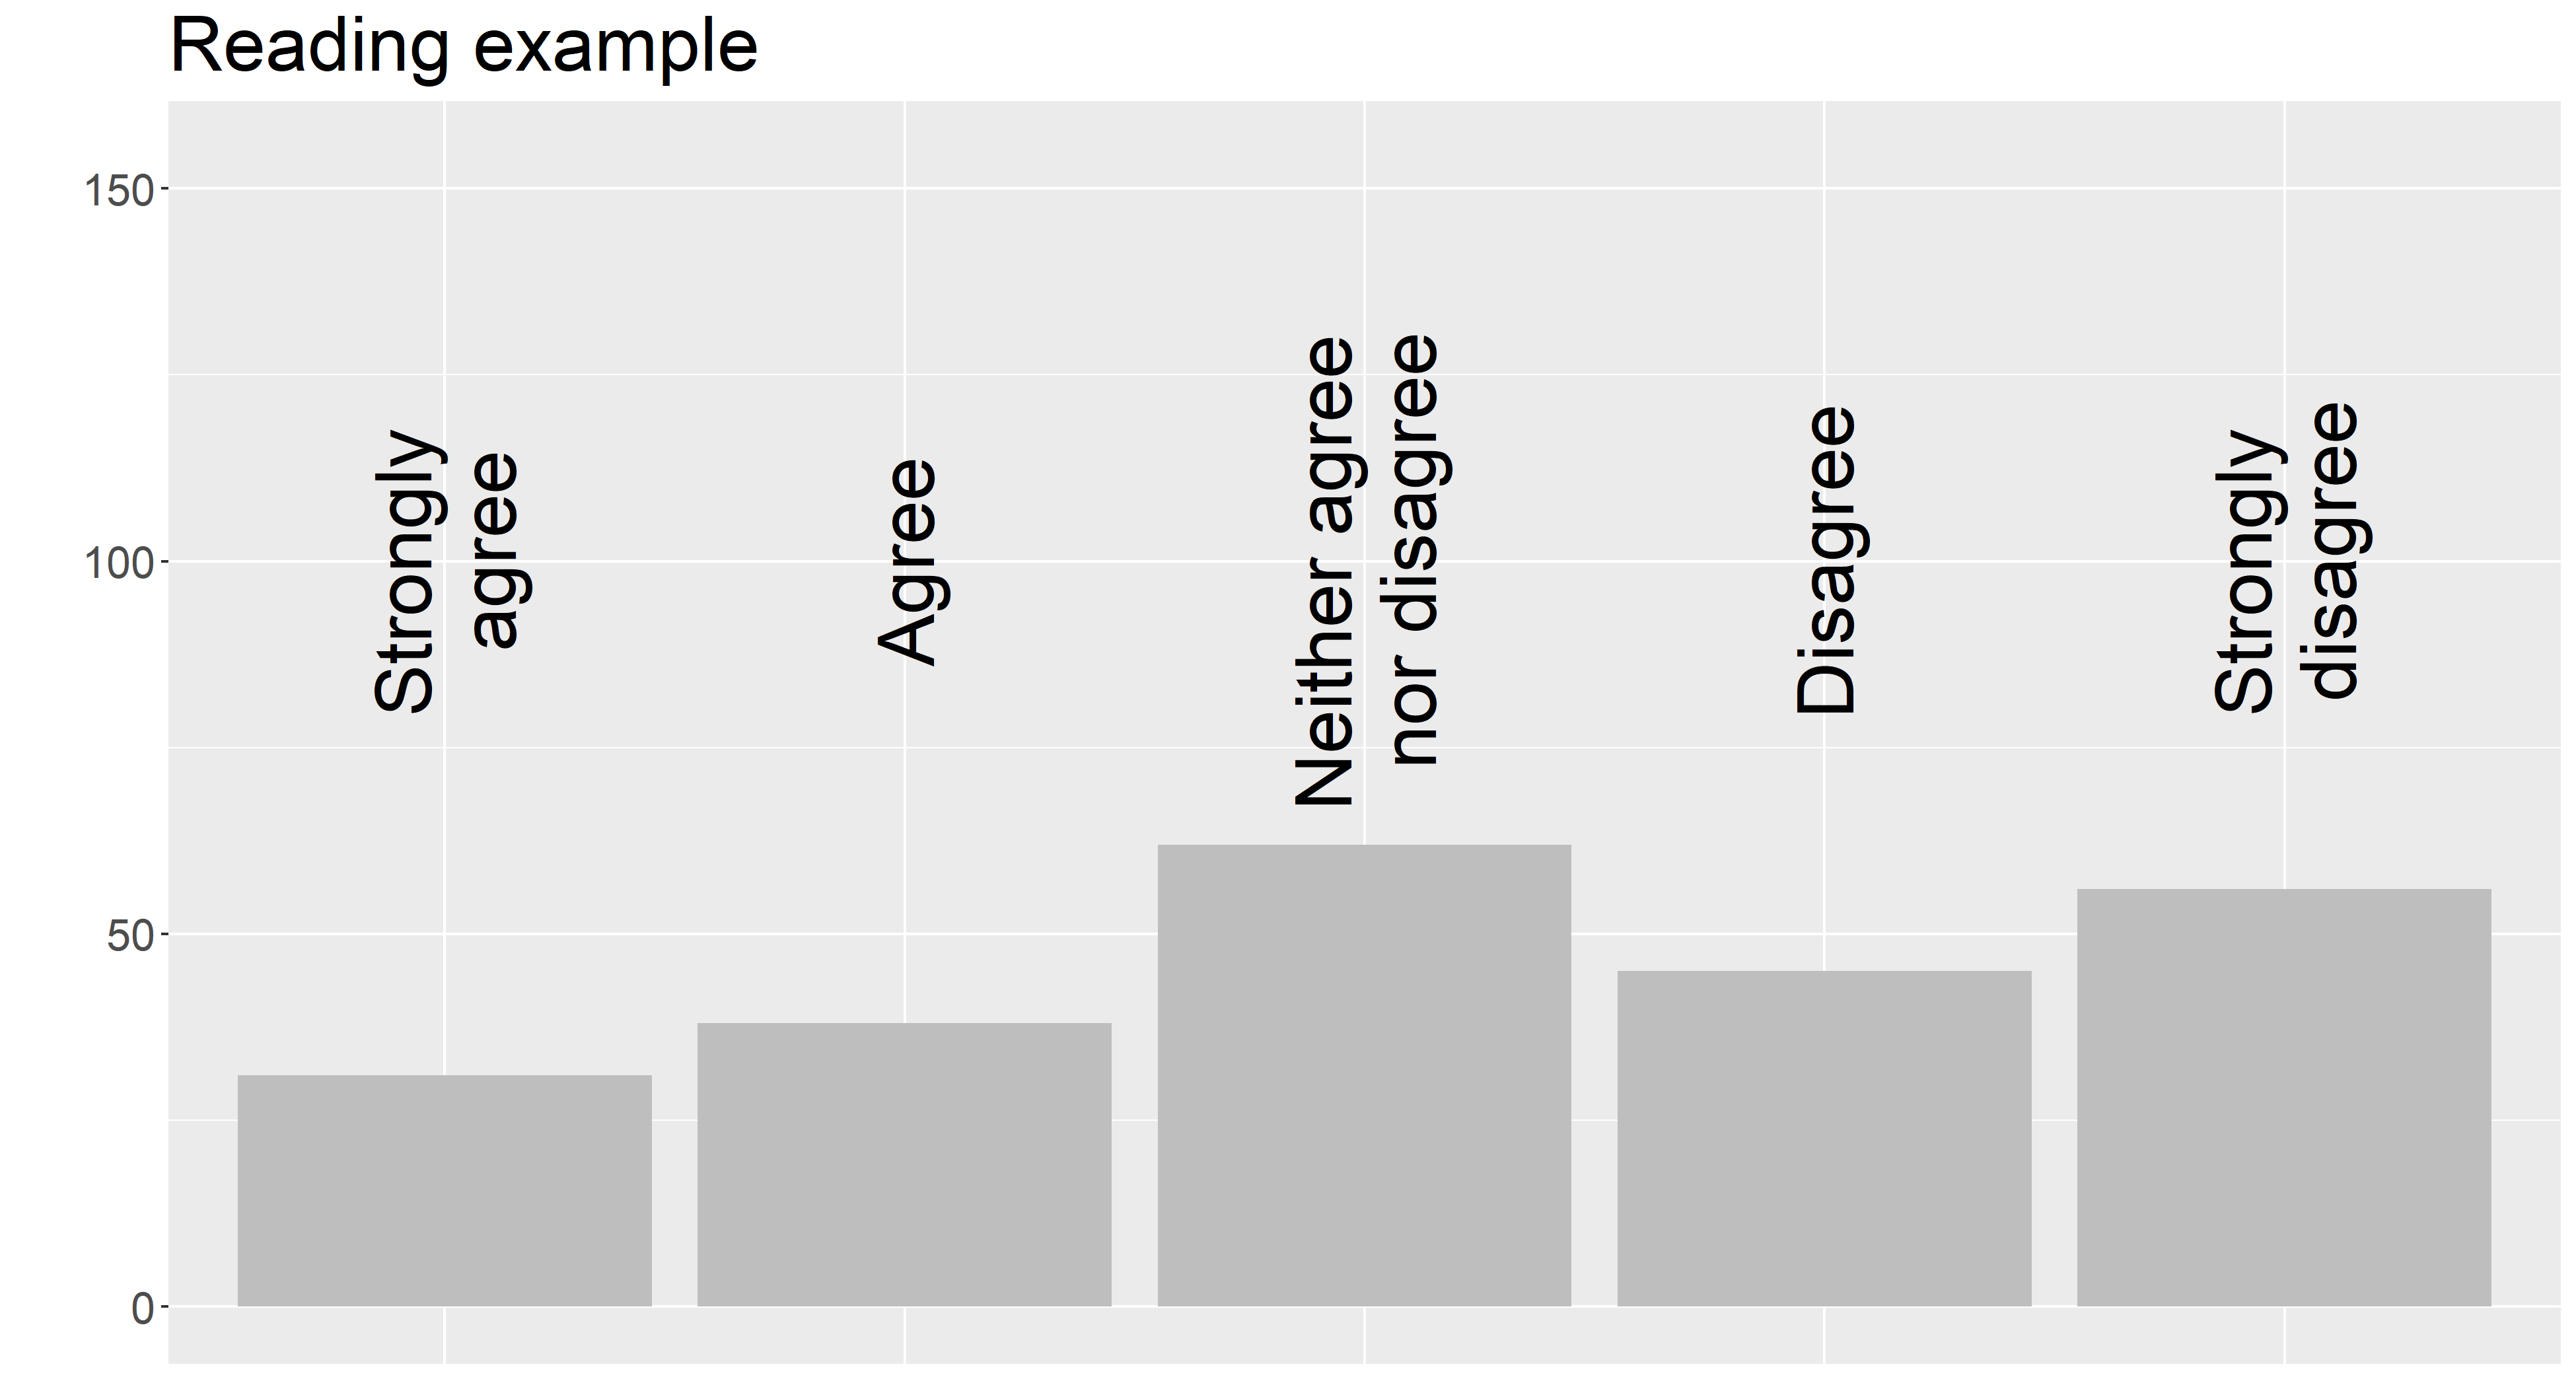 Reading example
150
100
50
0
Strongly
agree
Agree
Neither agree
nor disagree
Disagree
Strongly
disagree